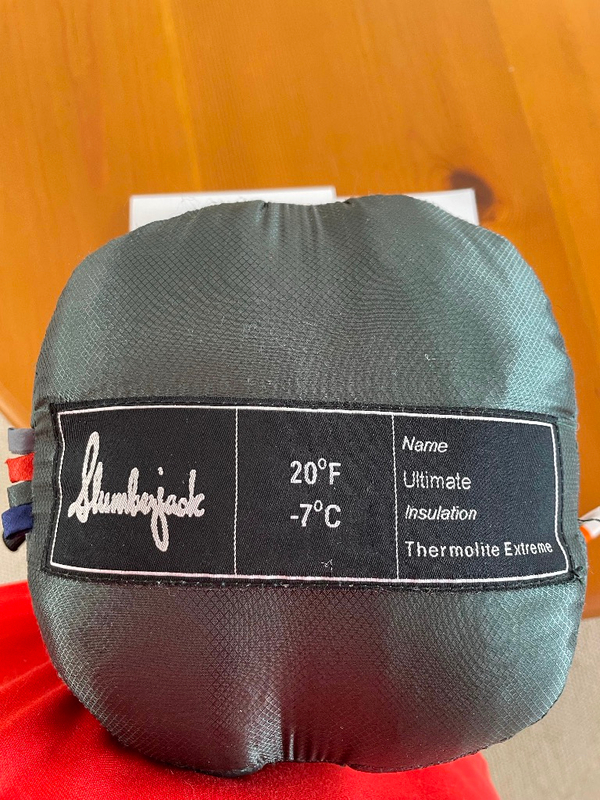 Slumberjack
20°F
-7°C
Name
Ultimate
Insulation
Thermolite Extreme